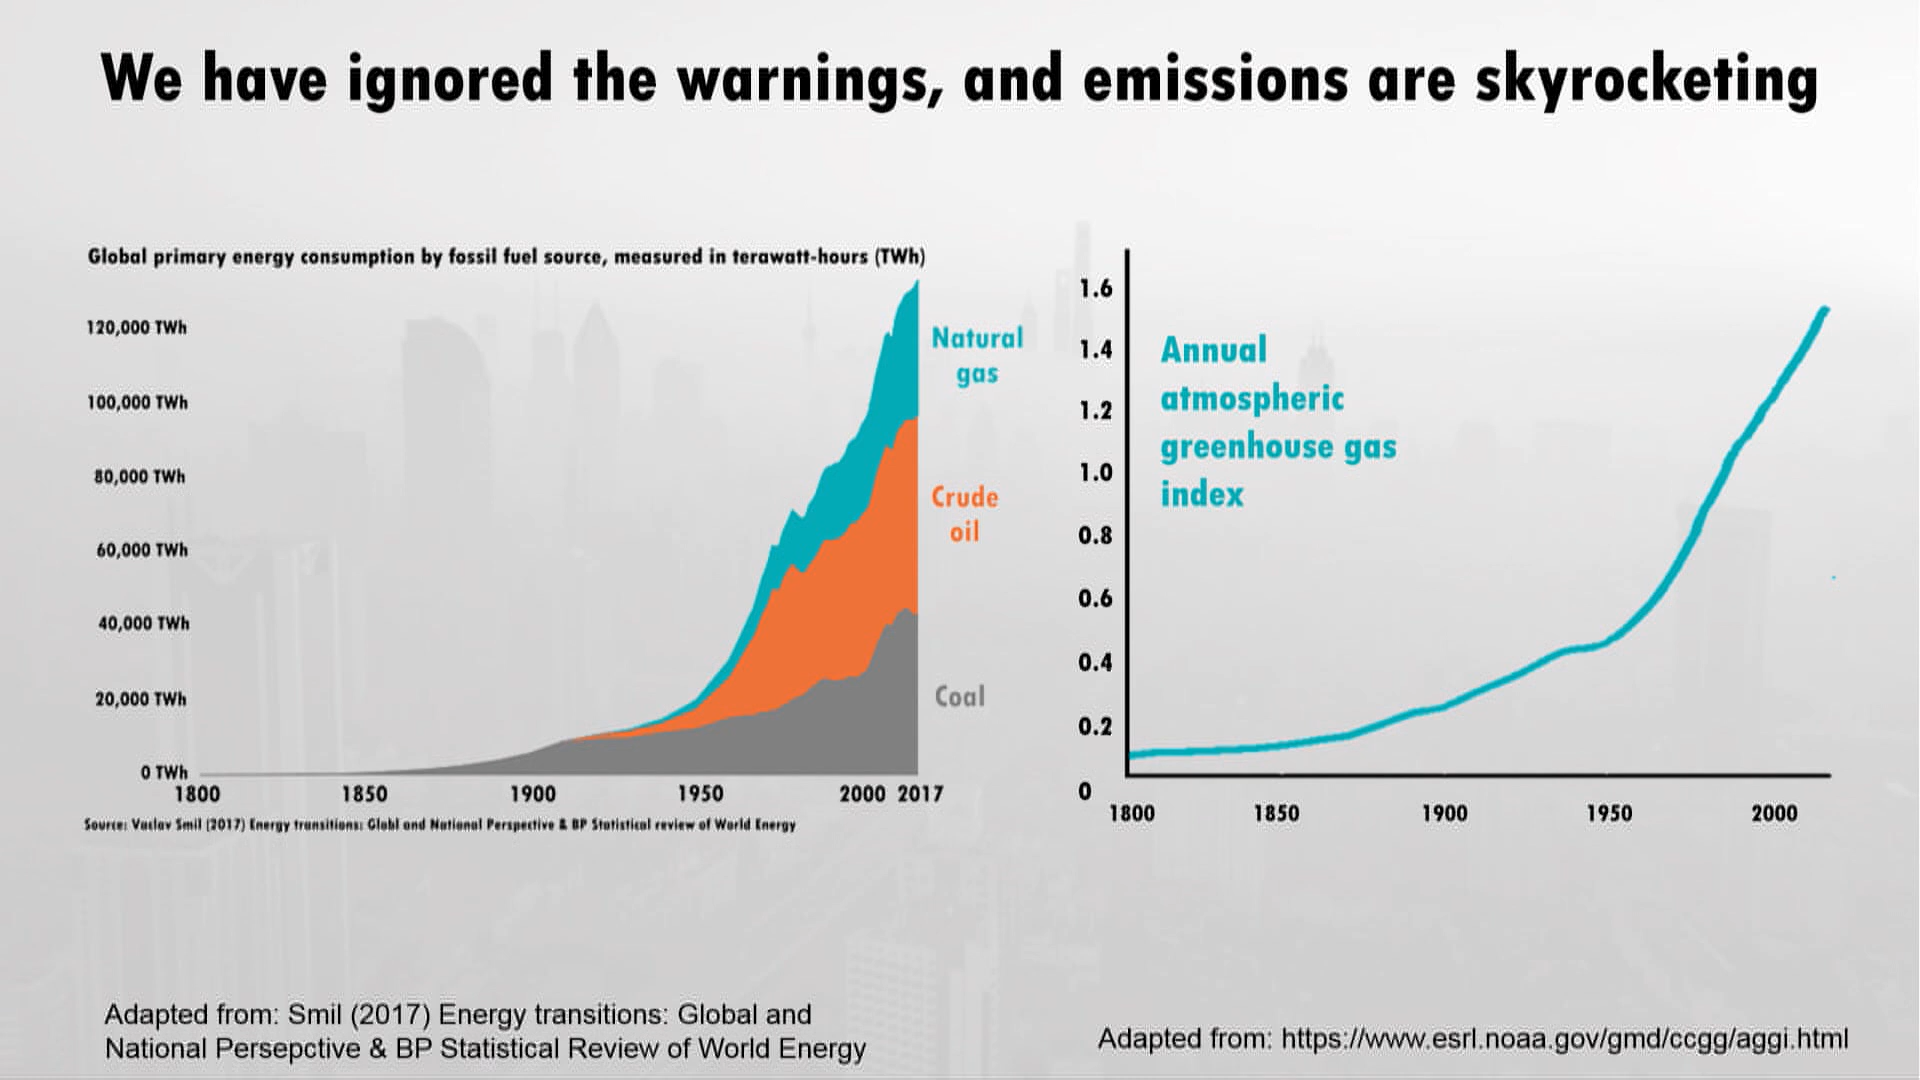 We have ignored the warnings, and emissions are skyrocketing
Global primary energy consumption by fossil fuel source, measured in terawatt-hours (TWh)
120,000 TWh
100,000 TWh
80,000 TWh
60,000 TWh
40,000 TWh
20,000 TWh
0 TWh
1800 1850 1900 1950 2000 2017
Natural
gas
Crude
oil
Coal
Source: Vaclav Smil (2017) Energy transitions: Globl and National Perspective & BP Statistical review of World Energy
1.6
1.4
1.2
1.0
0.8
0.6
0.4
0.2
0
Annual
atmospheric
greenhouse gas
index
1800 1850 1900 1950 2000
Adapted from: Smil (2017) Energy transitions: Global and
National Persepctive & BP Statistical Review of World Energy
Adapted from: https://www.esrl.noaa.gov/gmd/ccgg/aggi.html